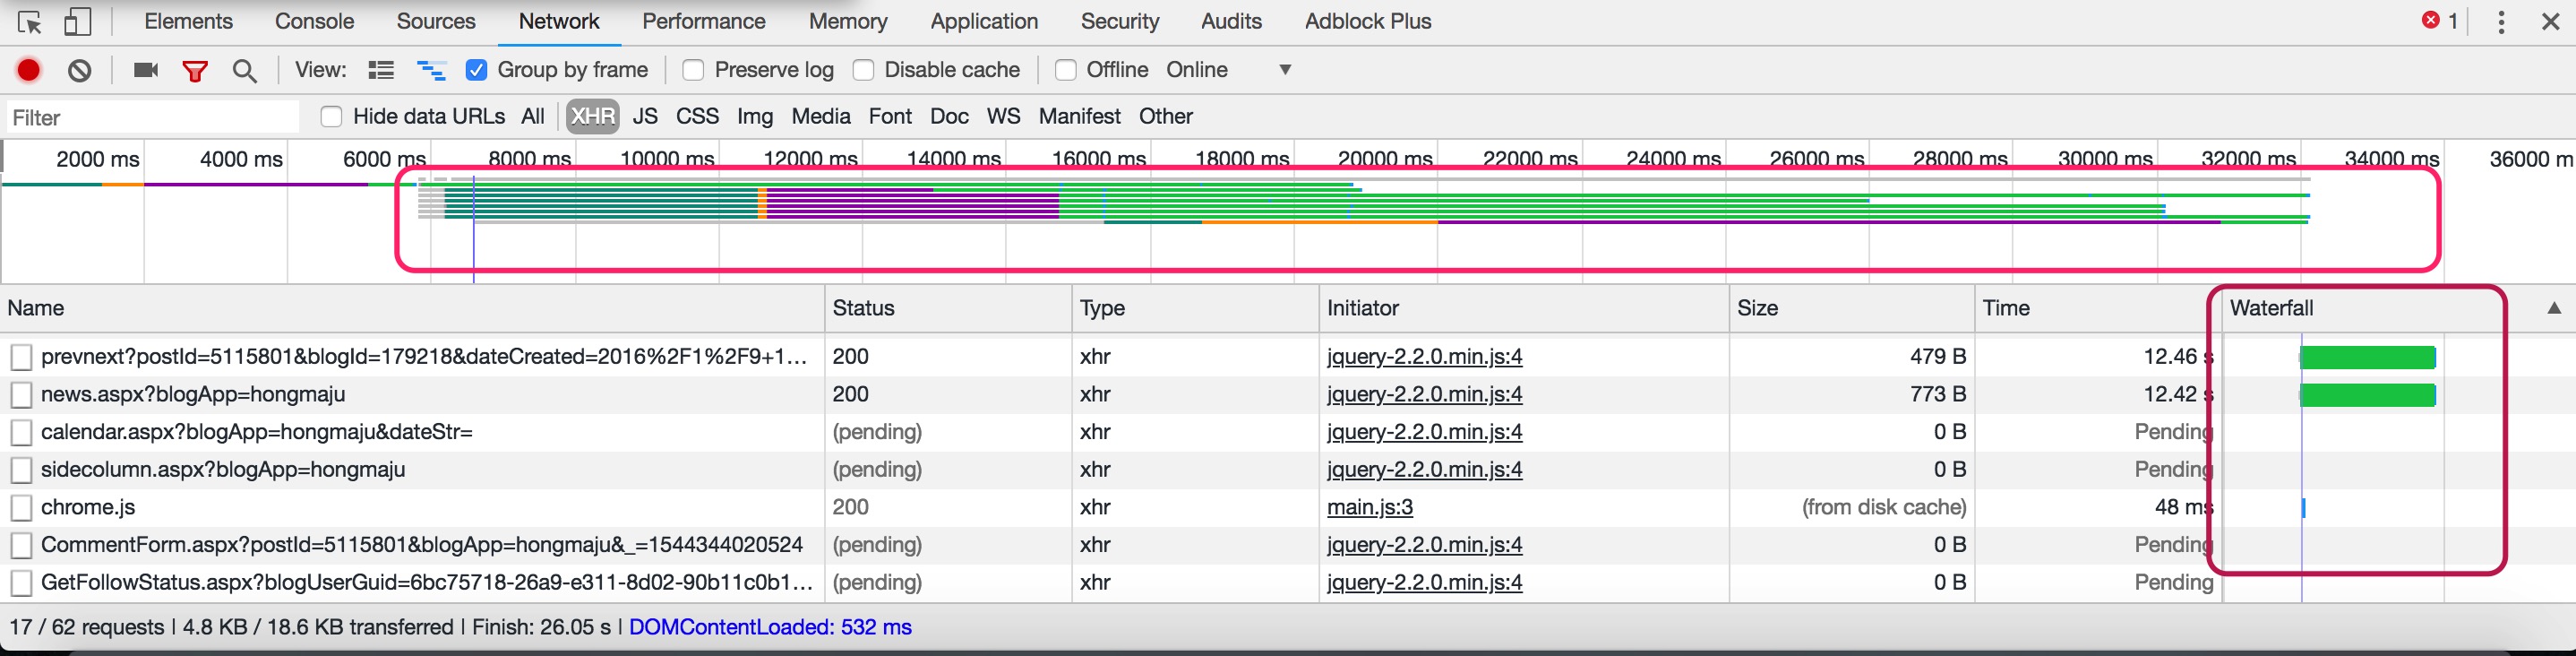 Elements Console Sources Network Performance Memory Application Security Audits Adblock Plus 1
View: Group by frame Preserve log Disable cache Offline Online
Filter Hide data URLs All XHR JS CSS Img Media Font Doc WS Manifest Other
2000 ms 4000 ms 6000 ms 8000 ms 10000 ms 12000 ms 14000 ms 16000 ms 18000 ms 20000 ms 22000 ms 24000 ms 26000 ms 28000 ms 30000 ms 32000 ms 34000 ms 36000 m
Name Status Type Initiator Size Time Waterfall
prevnext?postId=5115801&blogId=179218&dateCreated=2016%2F1%2F9+1... 200 xhr jquery-2.2.0.min.js:4 479 B 12.46 s
news.aspx?blogApp=hongmaju 200 xhr jquery-2.2.0.min.js:4 773 B 12.42 s
calendar.aspx?blogApp=hongmaju&dateStr= (pending) xhr jquery-2.2.0.min.js:4 0 B Pending
sidecolumn.aspx?blogApp=hongmaju (pending) xhr jquery-2.2.0.min.js:4 0 B Pending
chrome.js 200 xhr main.js:3 (from disk cache) 48 ms
CommentForm.aspx?postId=5115801&blogApp=hongmaju&_=1544344020524 (pending) xhr jquery-2.2.0.min.js:4 0 B Pending
GetFollowStatus.aspx?blogUserGuid=6bc75718-26a9-e311-8d02-90b11c0b1... (pending) xhr jquery-2.2.0.min.js:4 0 B Pending
17 / 62 requests | 4.8 KB / 18.6 KB transferred | Finish: 26.05 s | DOMContentLoaded: 532 ms